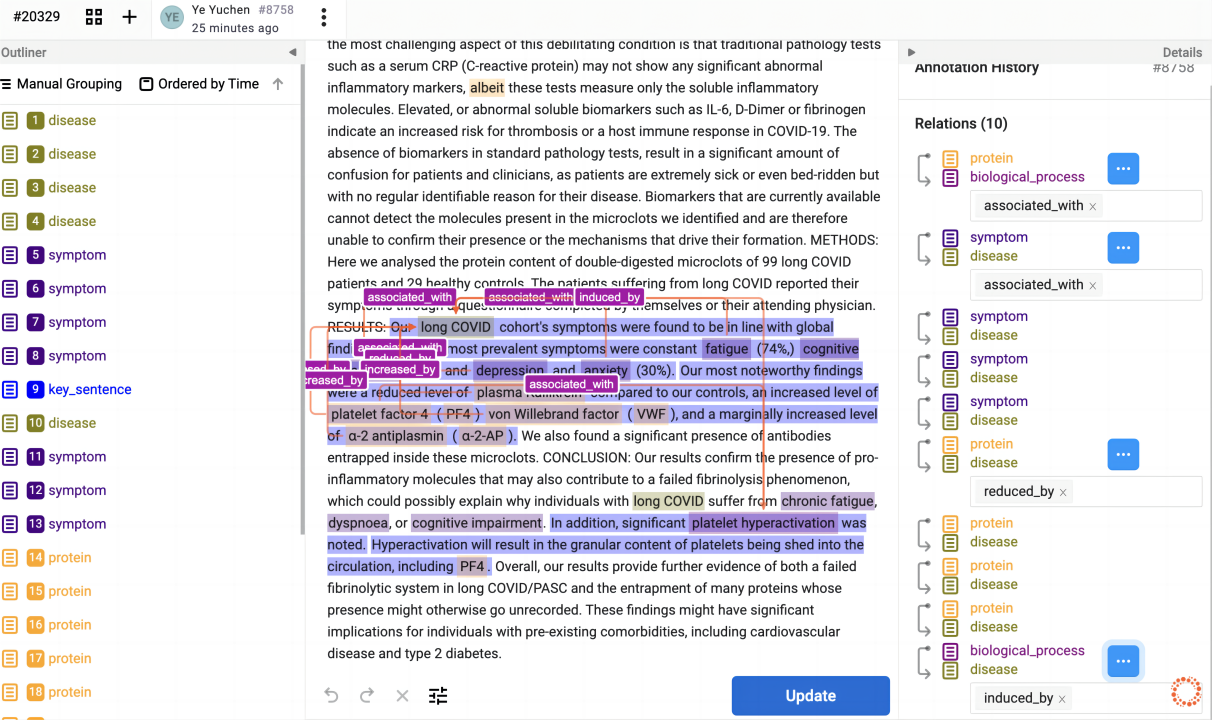 #20329
YE
Ye Yuchen #8758
25 minutes ago
Outliner
Manual Grouping
Ordered by Time
1 disease
2 disease
3 disease
4 disease
5 symptom
6 symptom
7 symptom
8 symptom
9 key_sentence
10 disease
11 symptom
12 symptom
13 symptom
14 protein
15 protein
16 protein
17 protein
18 protein
the most challenging aspect of this debilitating condition is that traditional pathology tests
such as a serum CRP (C-reactive protein) may not show any significant abnormal
inflammatory markers, albeit these tests measure only the soluble inflammatory
molecules. Elevated, or abnormal soluble biomarkers such as IL-6, D-Dimer or fibrinogen
indicate an increased risk for thrombosis or a host immune response in COVID-19. The
absence of biomarkers in standard pathology tests, result in a significant amount of
confusion for patients and clinicians, as patients are extremely sick or even bed-ridden but
with no regular identifiable reason for their disease. Biomarkers that are currently available
cannot detect the molecules present in the microclots we identified and are therefore
unable to confirm their presence or the mechanisms that drive their formation. METHODS:
Here we analysed the protein content of double-digested microclots of 99 long COVID
patients and 29 healthy controls. The patients suffering from long COVID reported their
symptoms through a questionnaire completed by themselves or their attending physician.
associated_with
associated_with
induced_by
RESULTS: Our long COVID cohort's symptoms were found to be in line with global
find most prevalent symptoms were constant fatigue (74%,) cognitive
associated_with
reduced_by
and depression and anxiety (30%). Our most noteworthy findings
increased_by
creased_by
associated_with
were a reduced level of plasma Kallikrein compared to our controls, an increased level of
platelet factor 4 (PF4) von Willebrand factor (VWF), and a marginally increased level
of α-2 antiplasmin (α-2-AP). We also found a significant presence of antibodies
entrapped inside these microclots. CONCLUSION: Our results confirm the presence of pro-
inflammatory molecules that may also contribute to a failed fibrinolysis phenomenon,
which could possibly explain why individuals with long COVID suffer from chronic fatigue,
dyspnoea, or cognitive impairment. In addition, significant platelet hyperactivation was
noted. Hyperactivation will result in the granular content of platelets being shed into the
circulation, including PF4. Overall, our results provide further evidence of both a failed
fibrinolytic system in long COVID/PASC and the entrapment of many proteins whose
presence might otherwise go unrecorded. These findings might have significant
implications for individuals with pre-existing comorbidities, including cardiovascular
disease and type 2 diabetes.
Update
Details
Annotation History #8758
Relations (10)
protein
biological_process
associated_with x
symptom
disease
associated_with x
symptom
disease
symptom
disease
symptom
disease
protein
disease
reduced_by x
protein
disease
protein
disease
protein
disease
biological_process
disease
induced_by x